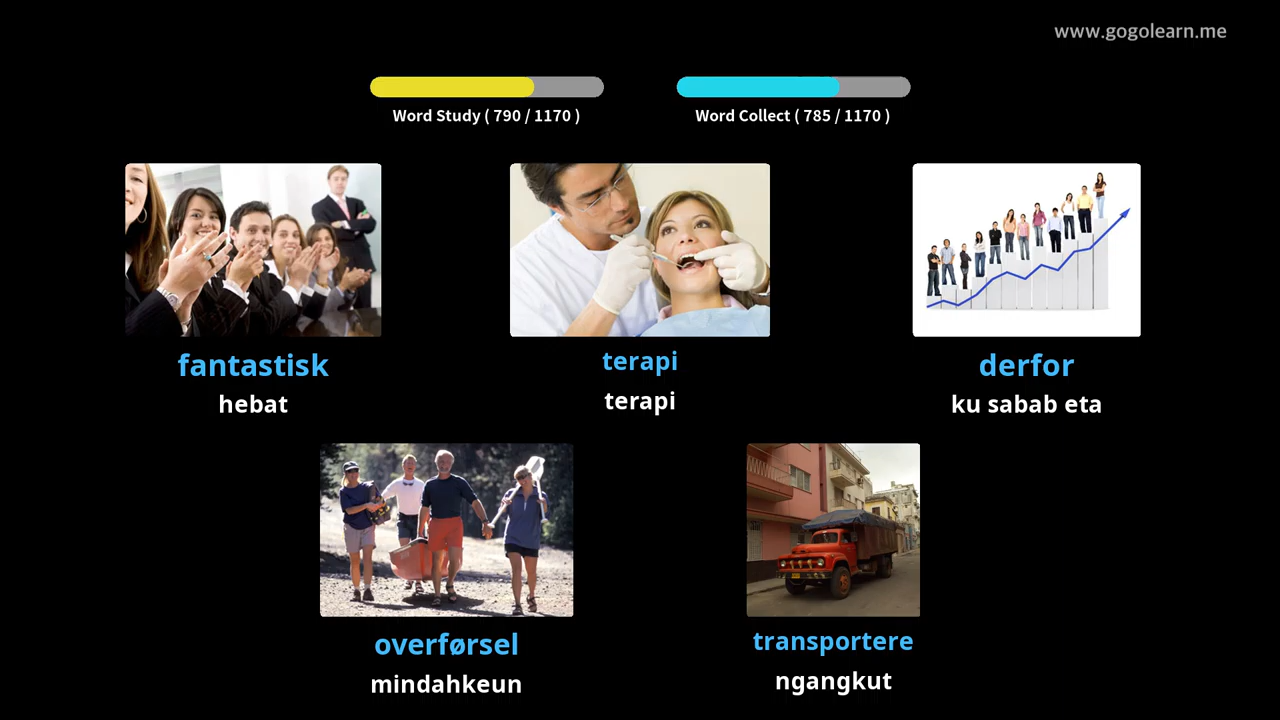 www.gogolearn.me
Word Study ( 790 / 1170 )
Word Collect ( 785 / 1170 )
fantastisk
hebat
terapi
terapi
derfor
ku sabab eta
overførsel
mindahkeun
transportere
ngangkut